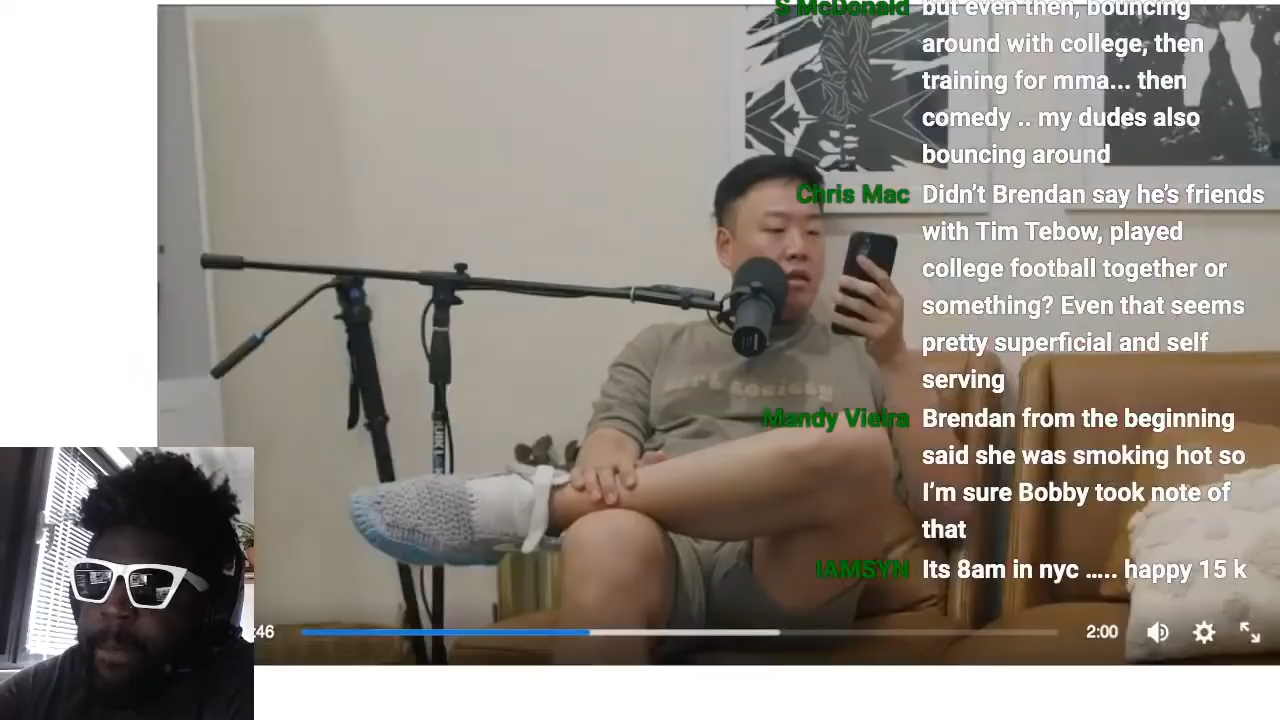 S McDonald but even then, bouncing
around with college, then
training for mma... then
comedy .. my dudes also
bouncing around
Chris Mac Didn't Brendan say he's friends
with Tim Tebow, played
college football together or
something? Even that seems
pretty superficial and self
serving
Mandy Vieira Brendan from the beginning
said she was smoking hot so
I'm sure Bobby took note of
that
IAMSYN Its 8am in nyc ..... happy 15 k
:46 2:00